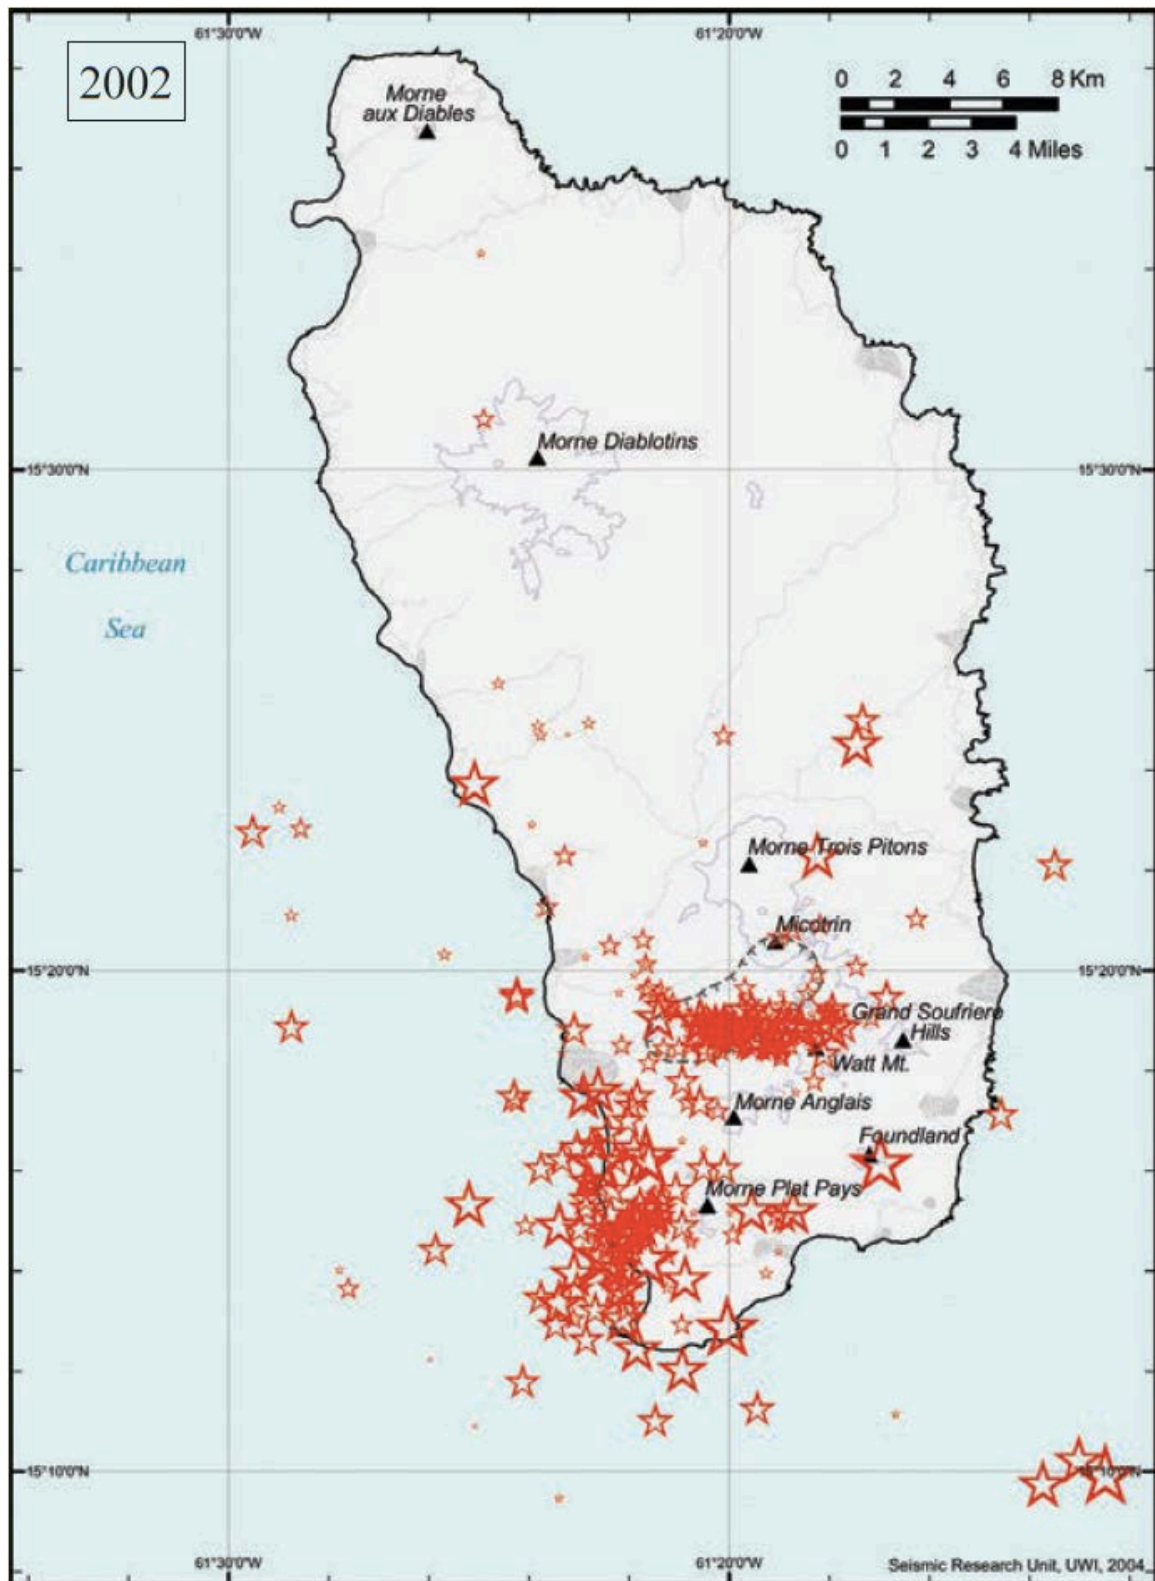 61°30'0"W 61°20'0"W
2002
0 2 4 6 8 Km
0 1 2 3 4 Miles
Morne
aux Diables
Morne Diablotins
15°30'0"N 15°30'0"N
Caribbean
Sea
Morne Trois Pitons
Micotrin
15°20'0"N 15°20'0"N
Grand Soufriere
Hills
Watt Mt.
Morne Anglais
Foundland
Morne Plat Pays
15°10'0"N 15°10'0"N
61°30'0"W 61°20'0"W
Seismic Research Unit, UWI, 2004